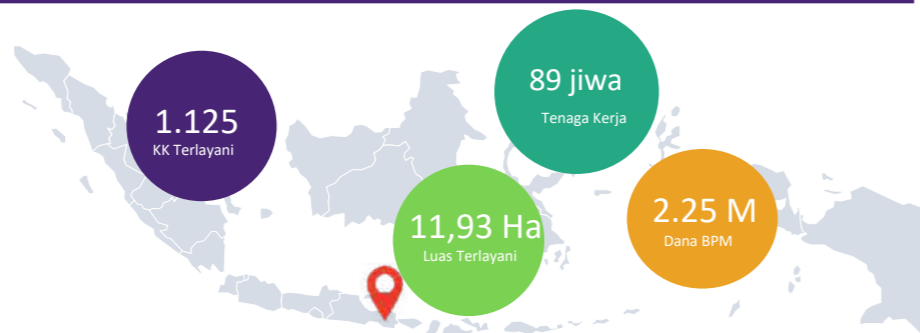 1.125
KK Terlayani
89 jiwa
Tenaga Kerja
11,93 Ha
Luas Terlayani
2.25 M
Dana BPM